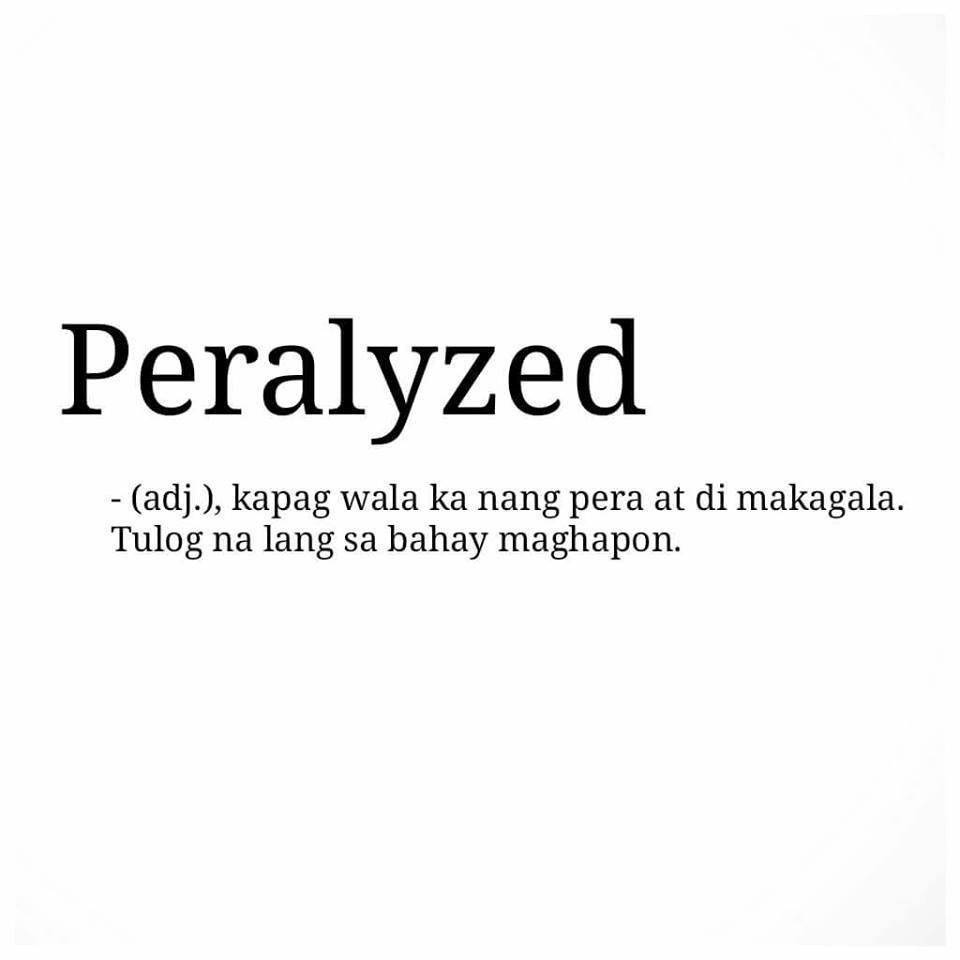 Peralyzed
- (adj.), kapag wala ka nang pera at di makagala.
Tulog na lang sa bahay maghapon.